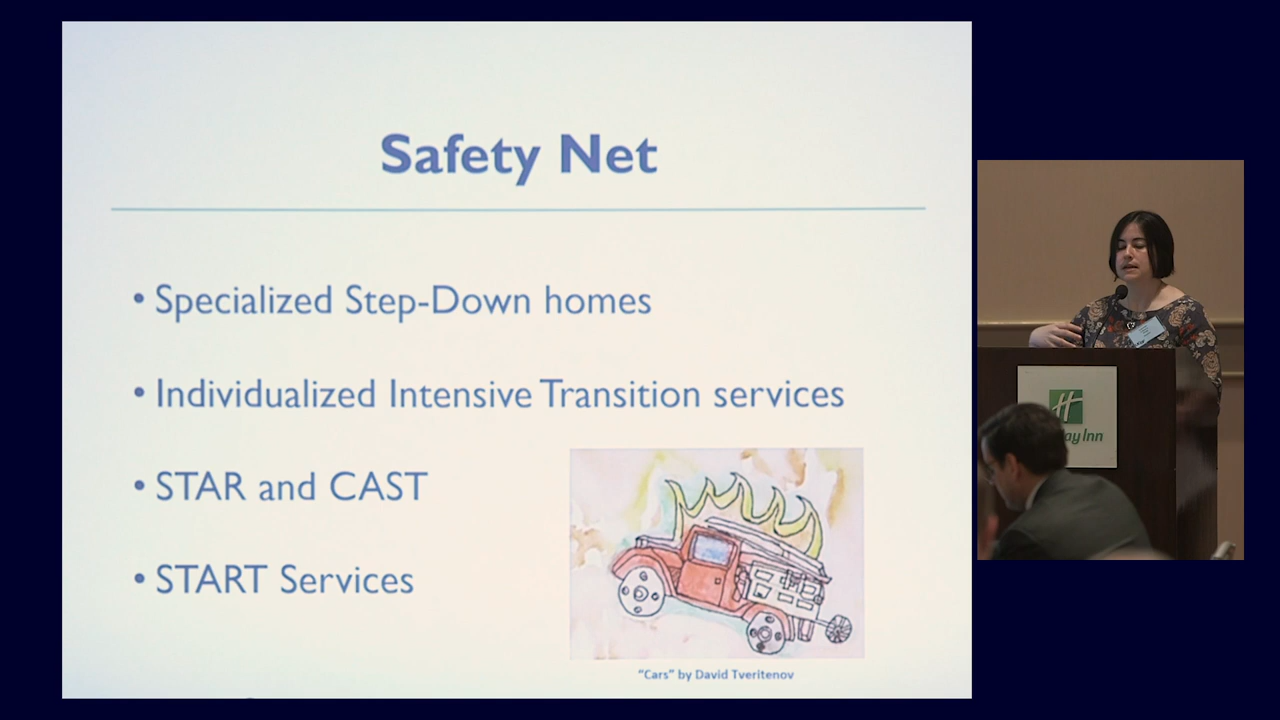 Safety Net
• Specialized Step-Down homes
• Individualized Intensive Transition services
• STAR and CAST
• START Services
"Cars" by David Tveritenov
Inn